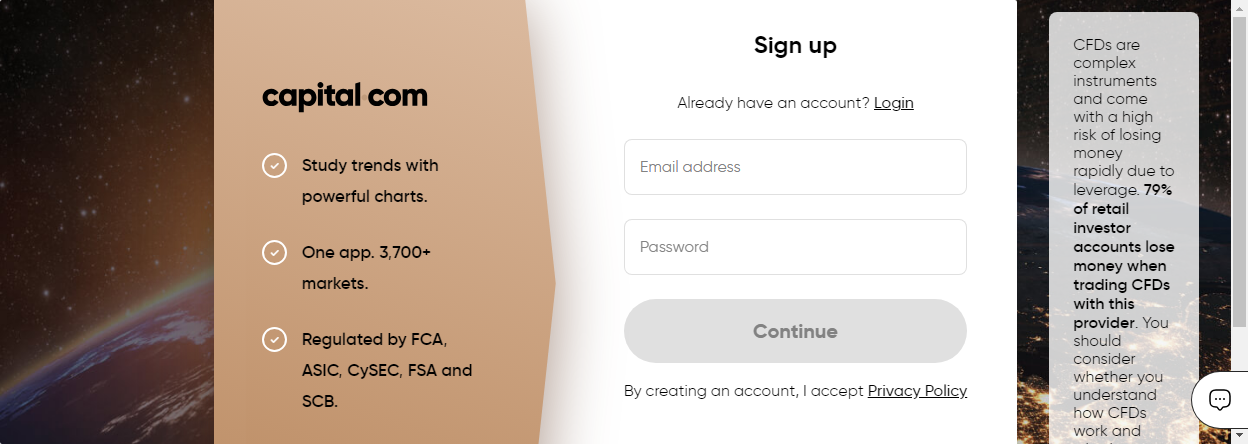 capital com
Study trends with
powerful charts.
One app. 3,700+
markets.
Regulated by FCA,
ASIC, CySEC, FSA and
SCB.
Sign up
Already have an account? Login
Email address
Password
Continue
By creating an account, I accept Privacy Policy
CFDs are
complex
instruments
and come
with a high
risk of losing
money
rapidly due to
leverage. 79%
of retail
investor
accounts lose
money when
trading CFDs
with this
provider. You
should
consider
whether you
understand
how CFDs
work and